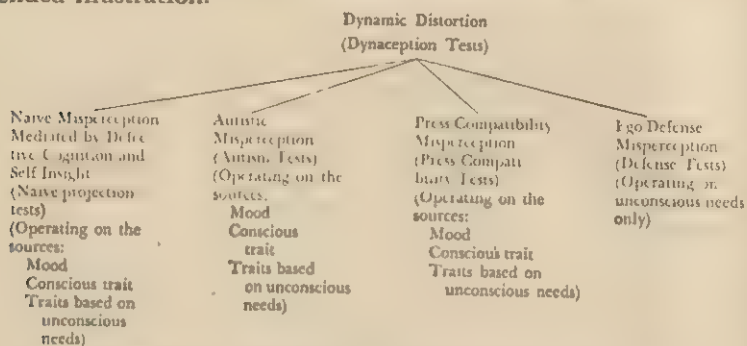 Illustration.
Dynamic Distortion
(Dynaception Tests)
Naive Misperception
Mediated by Defec
tive Cognition and
Self Insight
(Naive projection
tests)
(Operating on the
sources:
Mood
Conscious trait
Traits based on
unconscious
needs)
Autistic
Misperception
(Autism Tests)
(Operating on the
sources:
Mood
Conscious
trait
Traits based
on unconscious
needs)
Press Compatibility
Misperception
(Press Compati
bility Tests)
(Operating on the
sources:
Mood
Conscious trait
Traits based on
unconscious needs)
Ego Defense
Misperception
(Defense Tests)
(Operating on
unconscious needs
only)